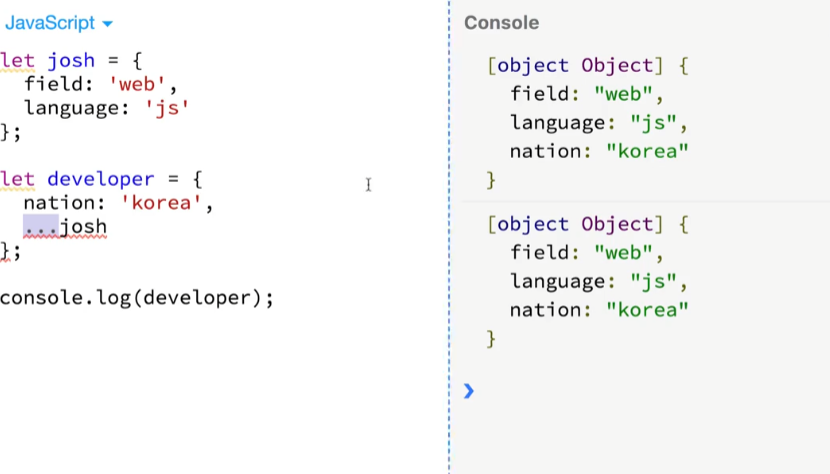 JavaScript
let josh = {
  field: 'web',
  language: 'js'
};
let developer = {
  nation: 'korea',
  ...josh
};
console.log(developer);
Console
[object Object] {
  field: "web",
  language: "js",
  nation: "korea"
}
[object Object] {
  field: "web",
  language: "js",
  nation: "korea"
}